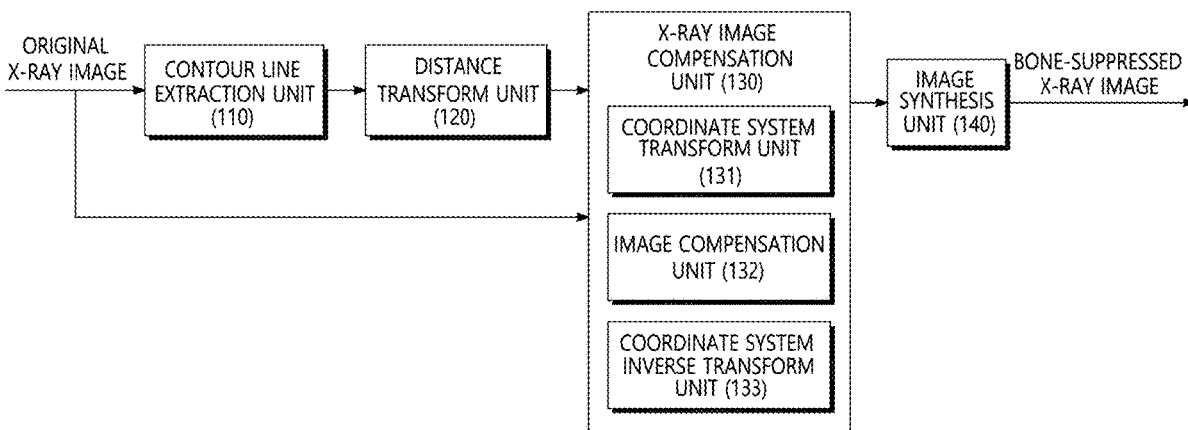 ORIGINAL
X-RAY IMAGE
CONTOUR LINE
EXTRACTION UNIT
(110)
DISTANCE
TRANSFORM UNIT
(120)
X-RAY IMAGE
COMPENSATION
UNIT (130)
COORDINATE SYSTEM
TRANSFORM UNIT
(131)
IMAGE COMPENSATION
UNIT (132)
COORDINATE SYSTEM
INVERSE TRANSFORM
UNIT (133)
IMAGE
SYNTHESIS
UNIT (140)
BONE-SUPPRESSED
X-RAY IMAGE